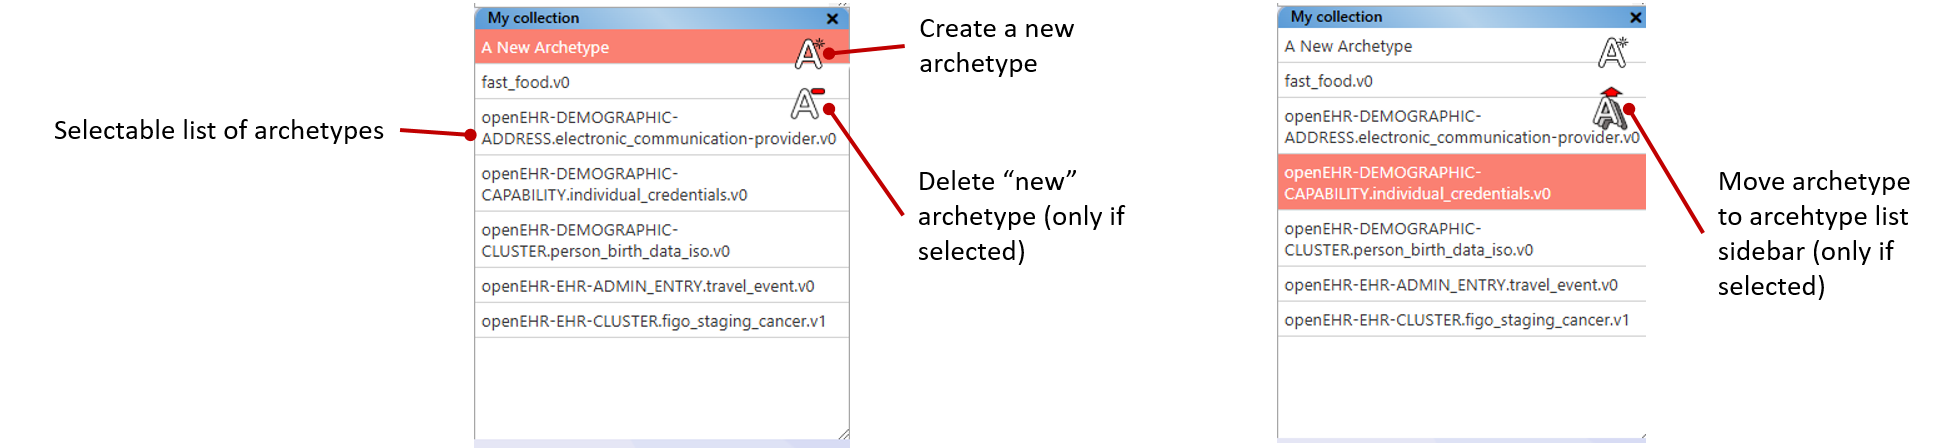 Selectable list of archetypes
My collection
A New Archetype
fast_food.v0
openEHR-DEMOGRAPHIC-
ADDRESS.electronic_communication-provider.v0
openEHR-DEMOGRAPHIC-
CAPABILITY.individual_credentials.v0
openEHR-DEMOGRAPHIC-
CLUSTER.person_birth_data_iso.v0
openEHR-EHR-ADMIN_ENTRY.travel_event.v0
openEHR-EHR-CLUSTER.figo_staging_cancer.v1
Create a new
archetype
Delete “new”
archetype (only if
selected)
My collection
A New Archetype
fast_food.v0
openEHR-DEMOGRAPHIC-
ADDRESS.electronic_communication-provider.v0
openEHR-DEMOGRAPHIC-
CAPABILITY.individual_credentials.v0
openEHR-DEMOGRAPHIC-
CLUSTER.person_birth_data_iso.v0
openEHR-EHR-ADMIN_ENTRY.travel_event.v0
openEHR-EHR-CLUSTER.figo_staging_cancer.v1
Move archetype
to arcehtype list
sidebar (only if
selected)